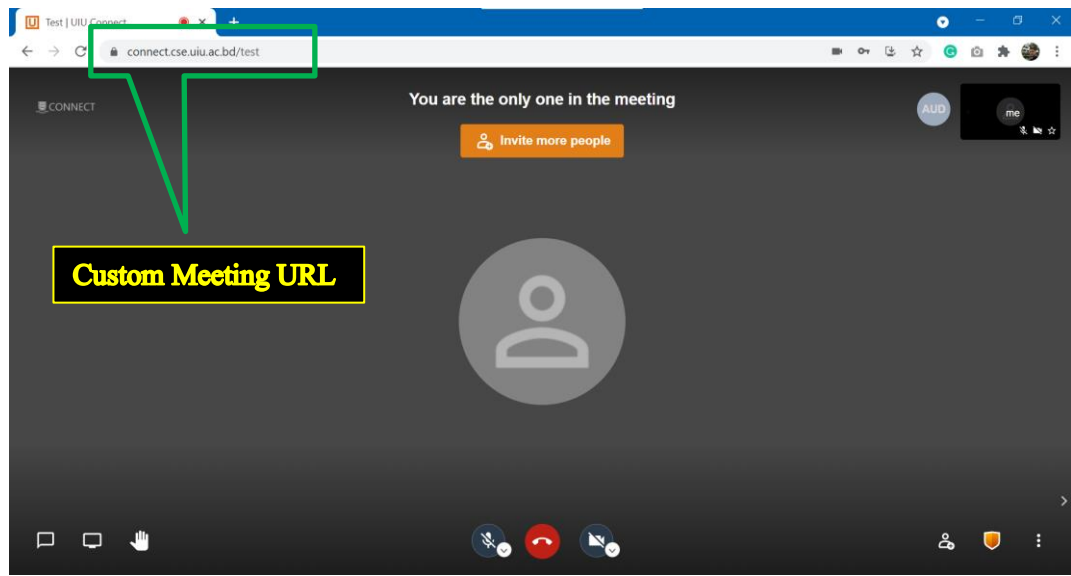 Test | UIU Connect
connect.cse.uiu.ac.bd/test
CONNECT
You are the only one in the meeting
Invite more people
AUD
me
Custom Meeting URL